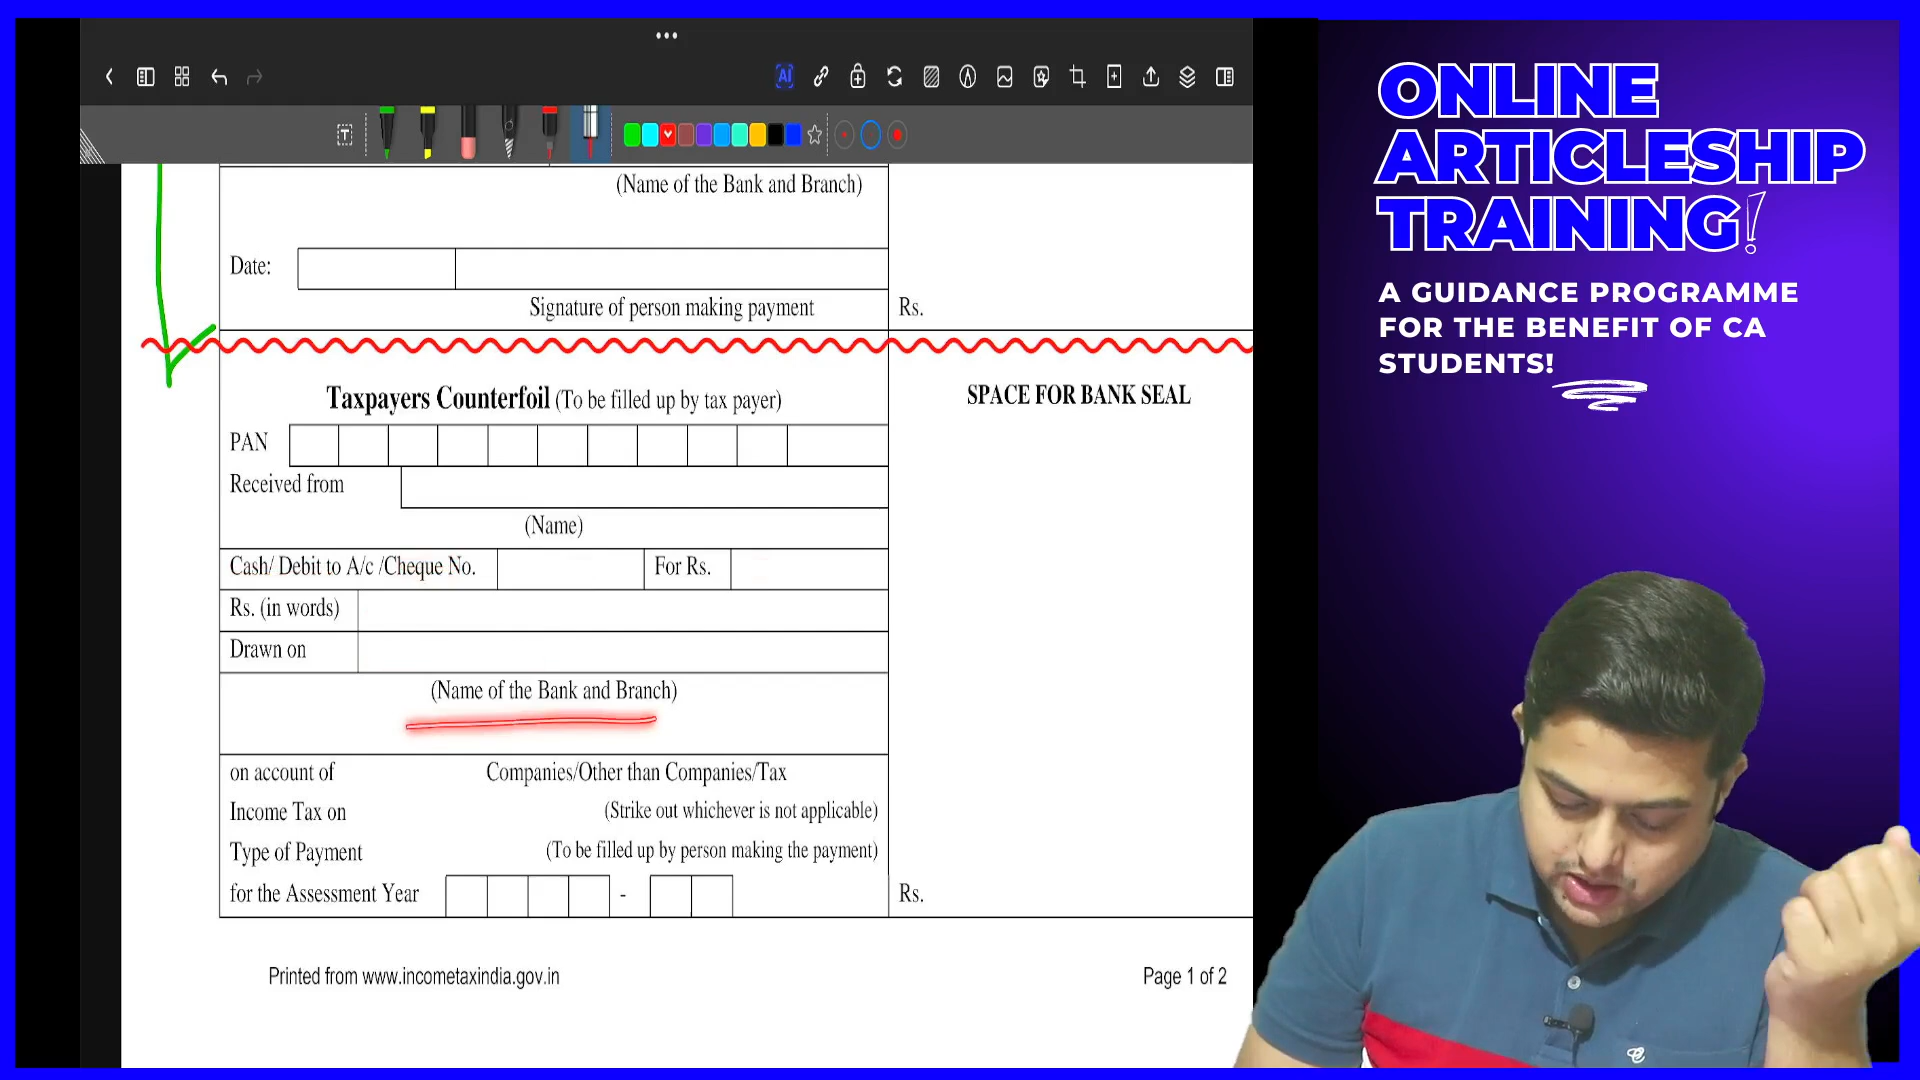 ONLINE
ARTICLESHIP
TRAINING!
A GUIDANCE PROGRAMME
FOR THE BENEFIT OF CA
STUDENTS!
AI
T
(Name of the Bank and Branch)
Date:
Signature of person making payment
Rs.
Taxpayers Counterfoil (To be filled up by tax payer)
SPACE FOR BANK SEAL
PAN
Received from
(Name)
Cash/ Debit to A/c /Cheque No.
For Rs.
Rs. (in words)
Drawn on
(Name of the Bank and Branch)
on account of
Companies/Other than Companies/Tax
Income Tax on
(Strike out whichever is not applicable)
Type of Payment
(To be filled up by person making the payment)
for the Assessment Year
-
Rs.
Printed from www.incometaxindia.gov.in
Page 1 of 2